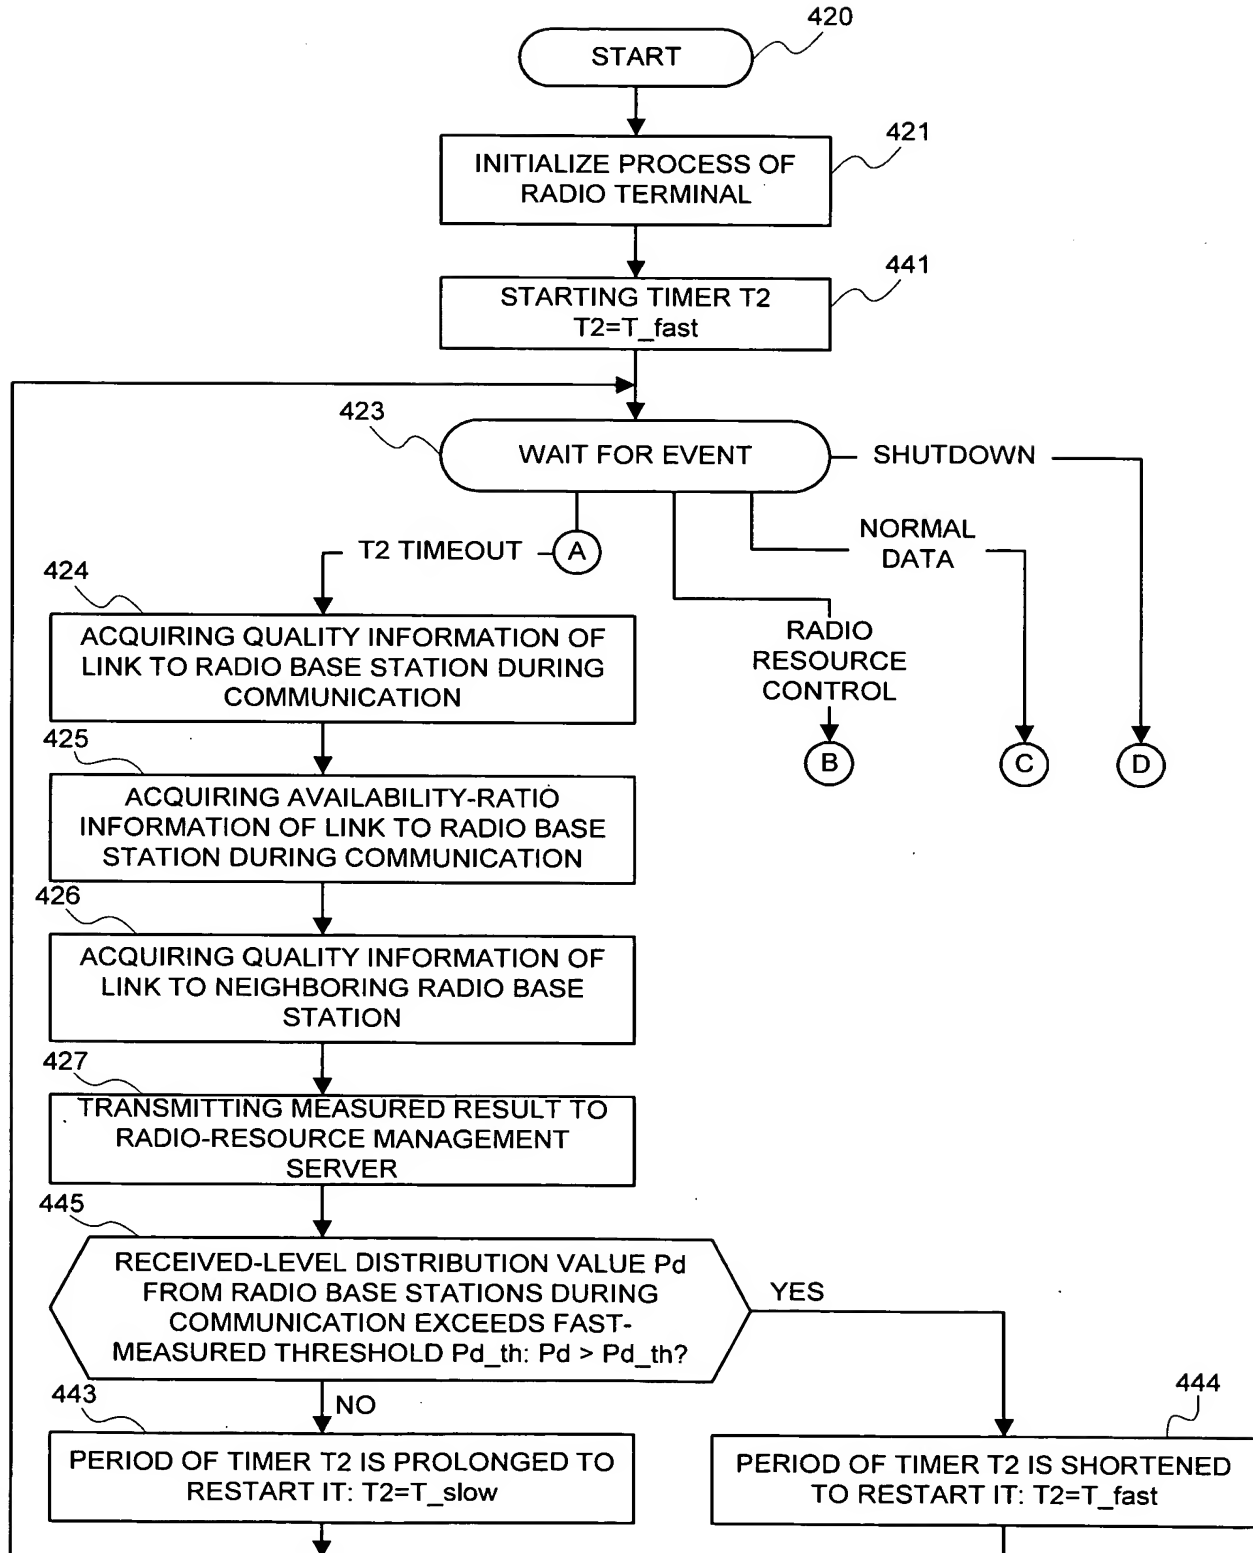 420
START
421
INITIALIZE PROCESS OF
RADIO TERMINAL
441
STARTING TIMER T2
T2=T_fast
423
WAIT FOR EVENT
SHUTDOWN
NORMAL
DATA
T2 TIMEOUT
A
424
ACQUIRING QUALITY INFORMATION OF
LINK TO RADIO BASE STATION DURING
COMMUNICATION
RADIO
RESOURCE
CONTROL
B
C
D
425
ACQUIRING AVAILABILITY-RATIO
INFORMATION OF LINK TO RADIO BASE
STATION DURING COMMUNICATION
426
ACQUIRING QUALITY INFORMATION OF
LINK TO NEIGHBORING RADIO BASE
STATION
427
TRANSMITTING MEASURED RESULT TO
RADIO-RESOURCE MANAGEMENT
SERVER
445
RECEIVED-LEVEL DISTRIBUTION VALUE Pd
FROM RADIO BASE STATIONS DURING
COMMUNICATION EXCEEDS FAST-
MEASURED THRESHOLD Pd_th: Pd > Pd_th?
YES
NO
443
PERIOD OF TIMER T2 IS PROLONGED TO
RESTART IT: T2=T_slow
444
PERIOD OF TIMER T2 IS SHORTENED
TO RESTART IT: T2=T_fast